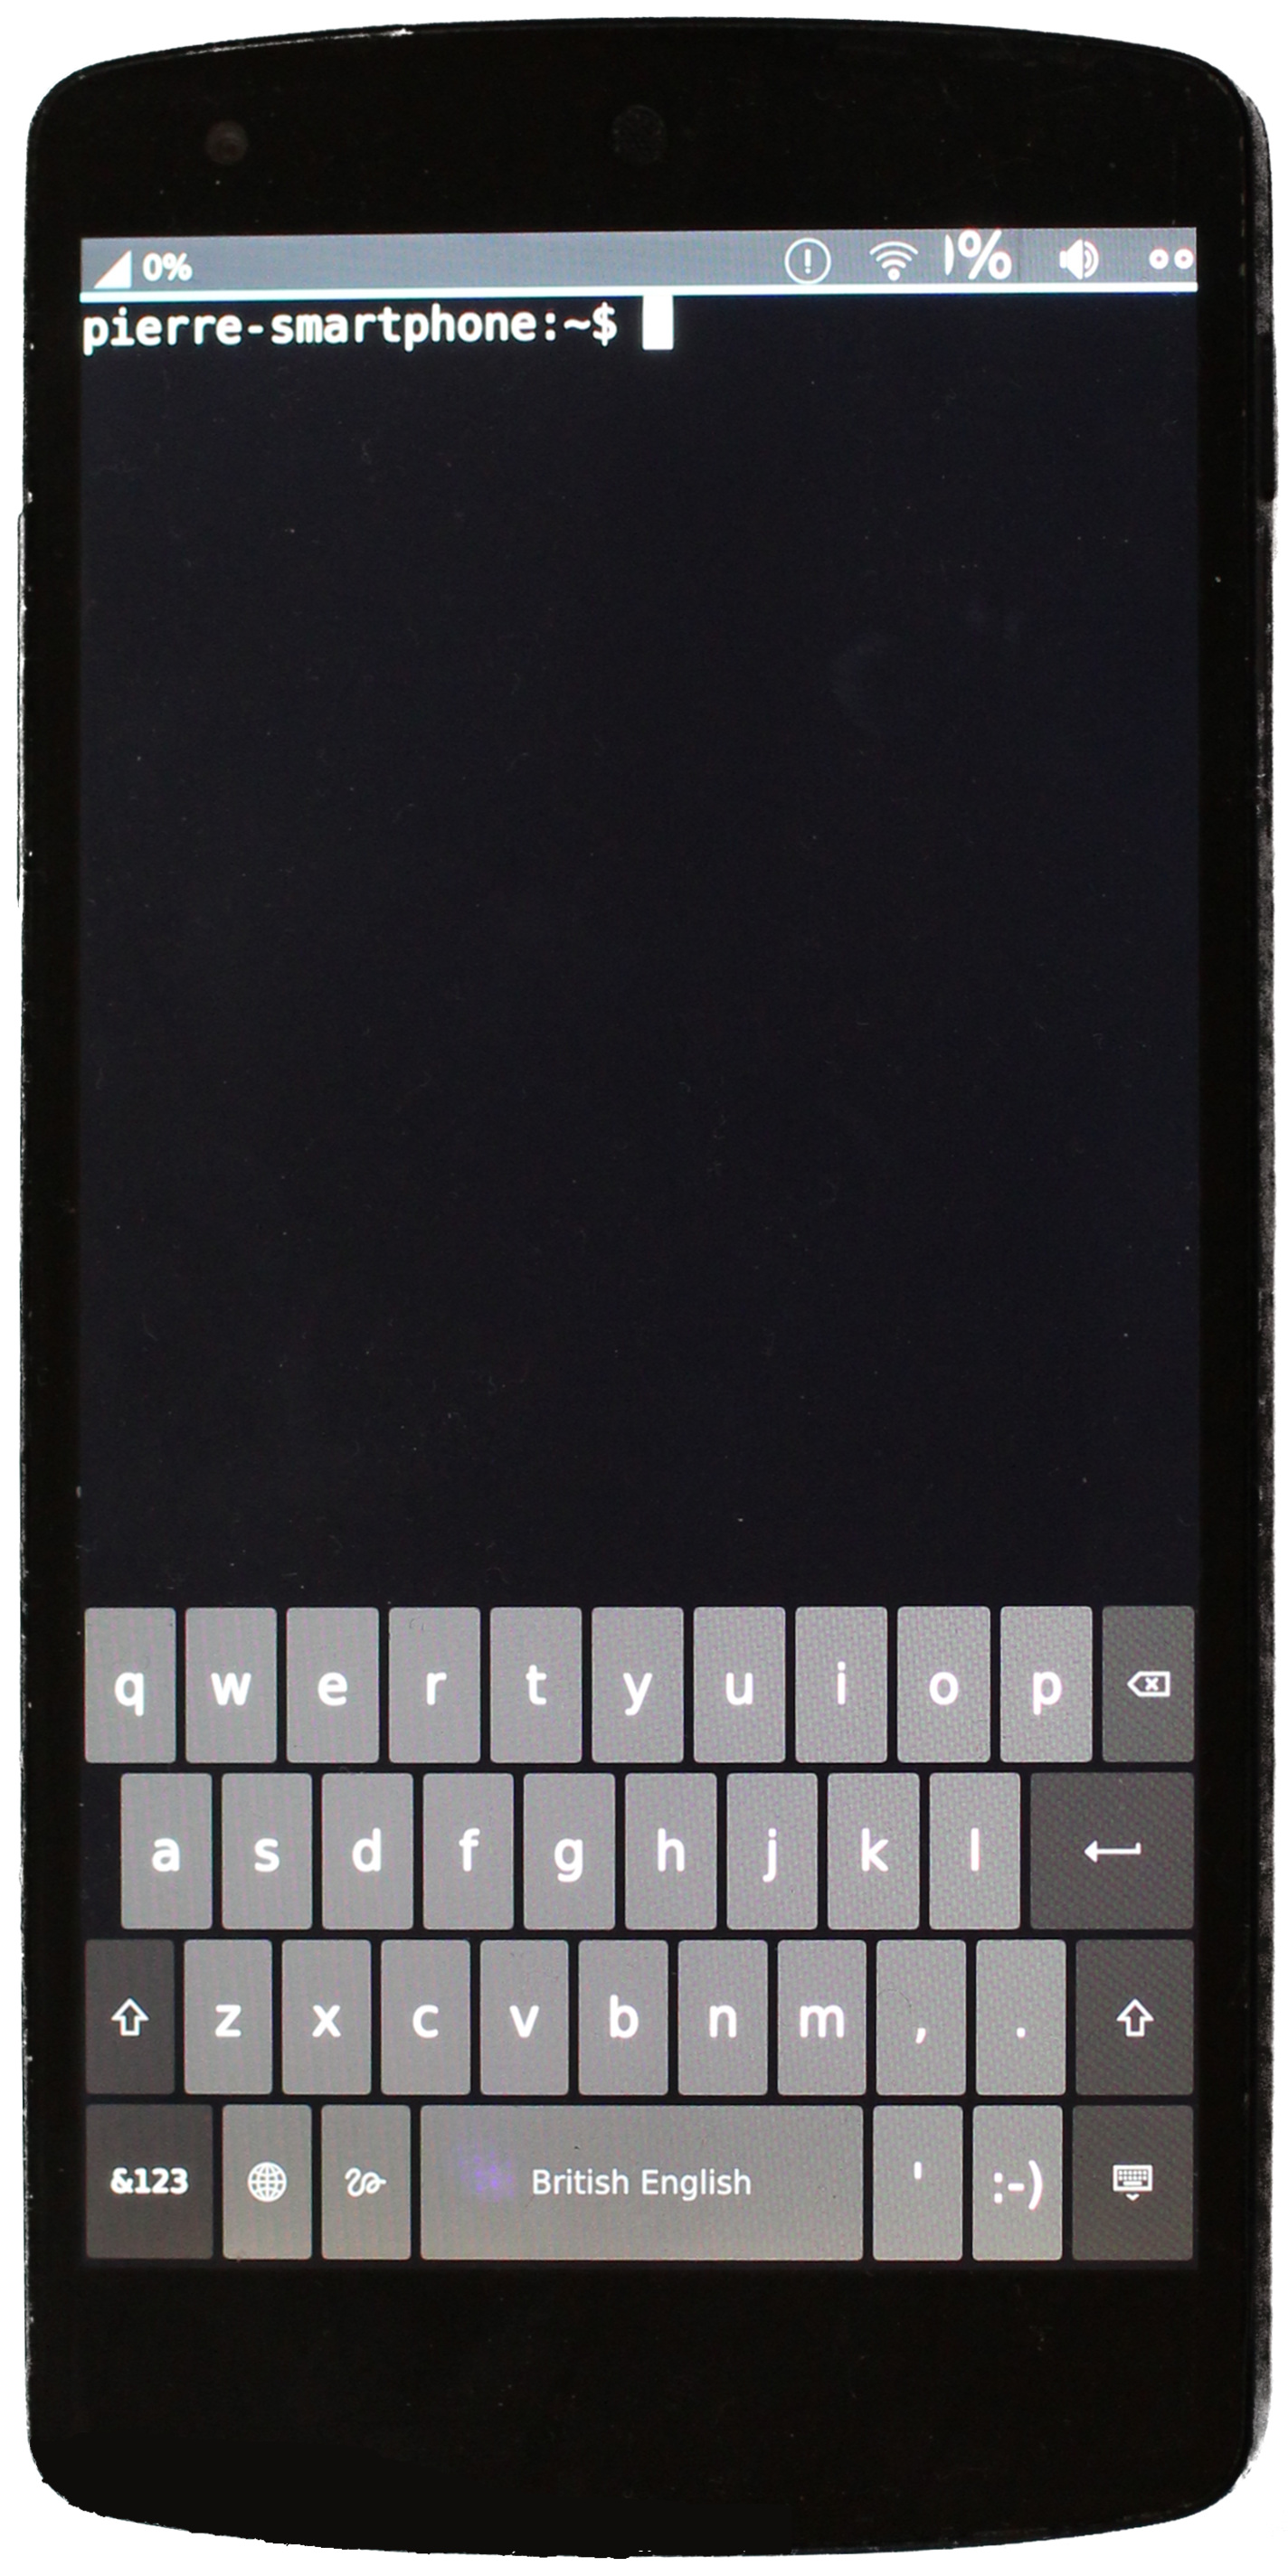 0% 1%
pierre-smartphone:~$
q w e r t y u i o p
a s d f g h j k l
z x c v b n m , .
&123 British English ' :-)